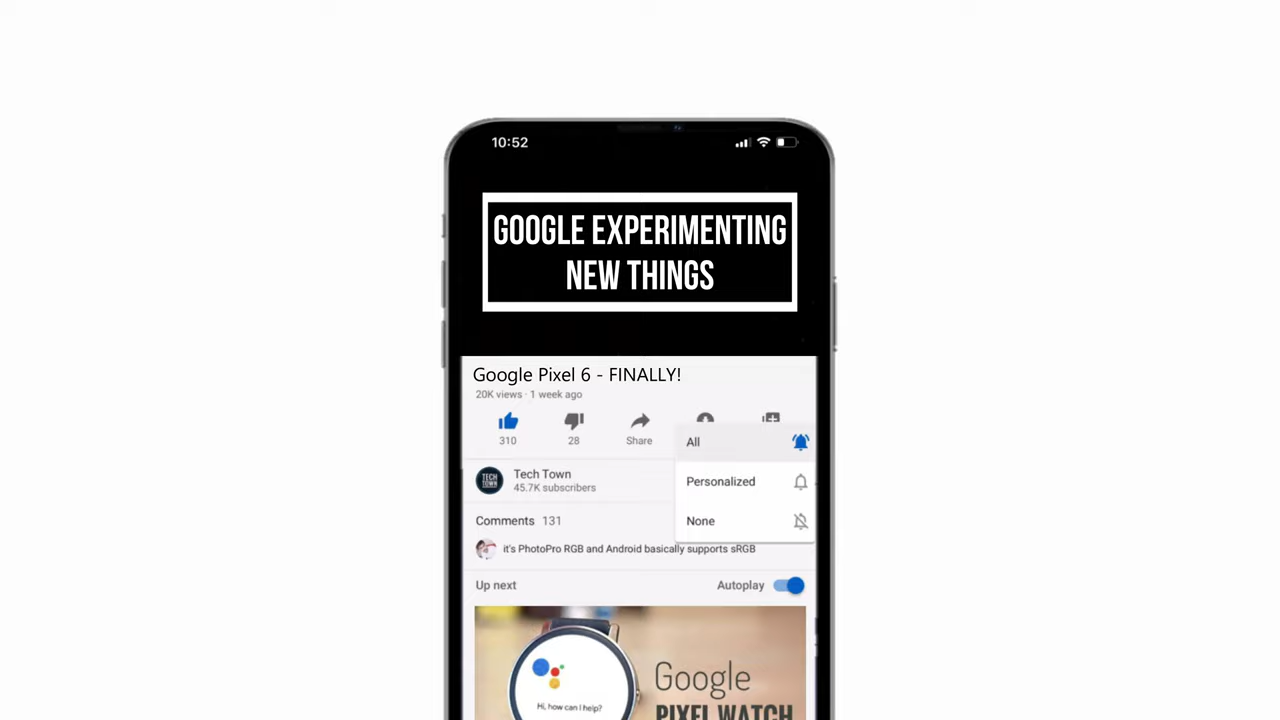 10:52
GOOGLE EXPERIMENTING
NEW THINGS
Google Pixel 6 - FINALLY!
20K views · 1 week ago
310
28
Share
All
Tech Town
45.7K subscribers
Personalized
Comments 131
None
it's PhotoPro RGB and Android basically supports sRGB
Up next
Autoplay
Hi, how can I help?
Google
PIXEL WATCH
TECH
TOWN